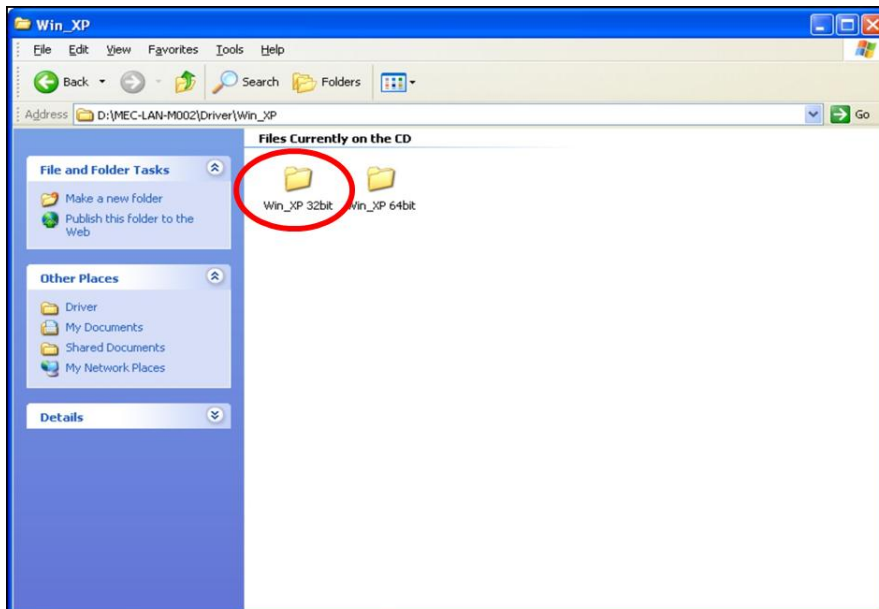 Win_XP
File Edit View Favorites Tools Help
Back Search Folders
Address D:\MEC-LAN-M002\Driver\Win_XP Go
Files Currently on the CD
File and Folder Tasks
Make a new folder
Publish this folder to the
Web
Win_XP 32bit Win_XP 64bit
Other Places
Driver
My Documents
Shared Documents
My Network Places
Details